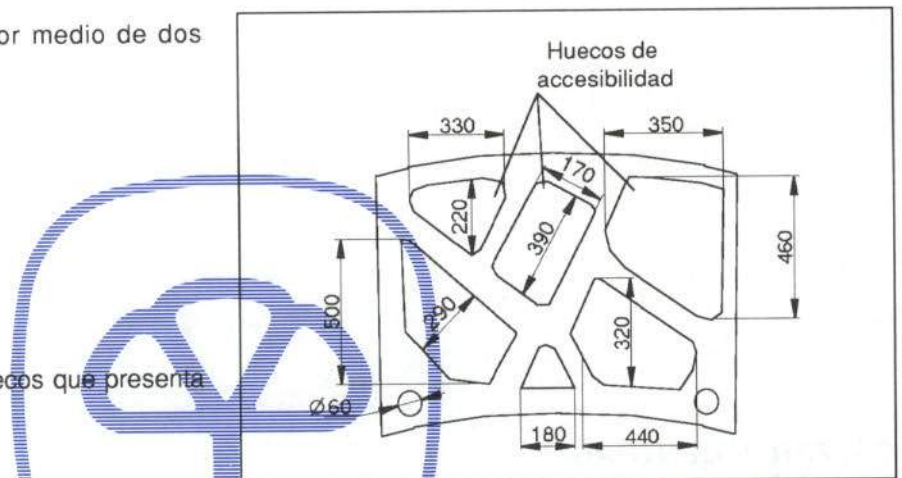 or medio de dos
Huecos de
accesibilidad
330
350
170
220
390
460
500
290
320
ecos que presenta
Ø60
180
440